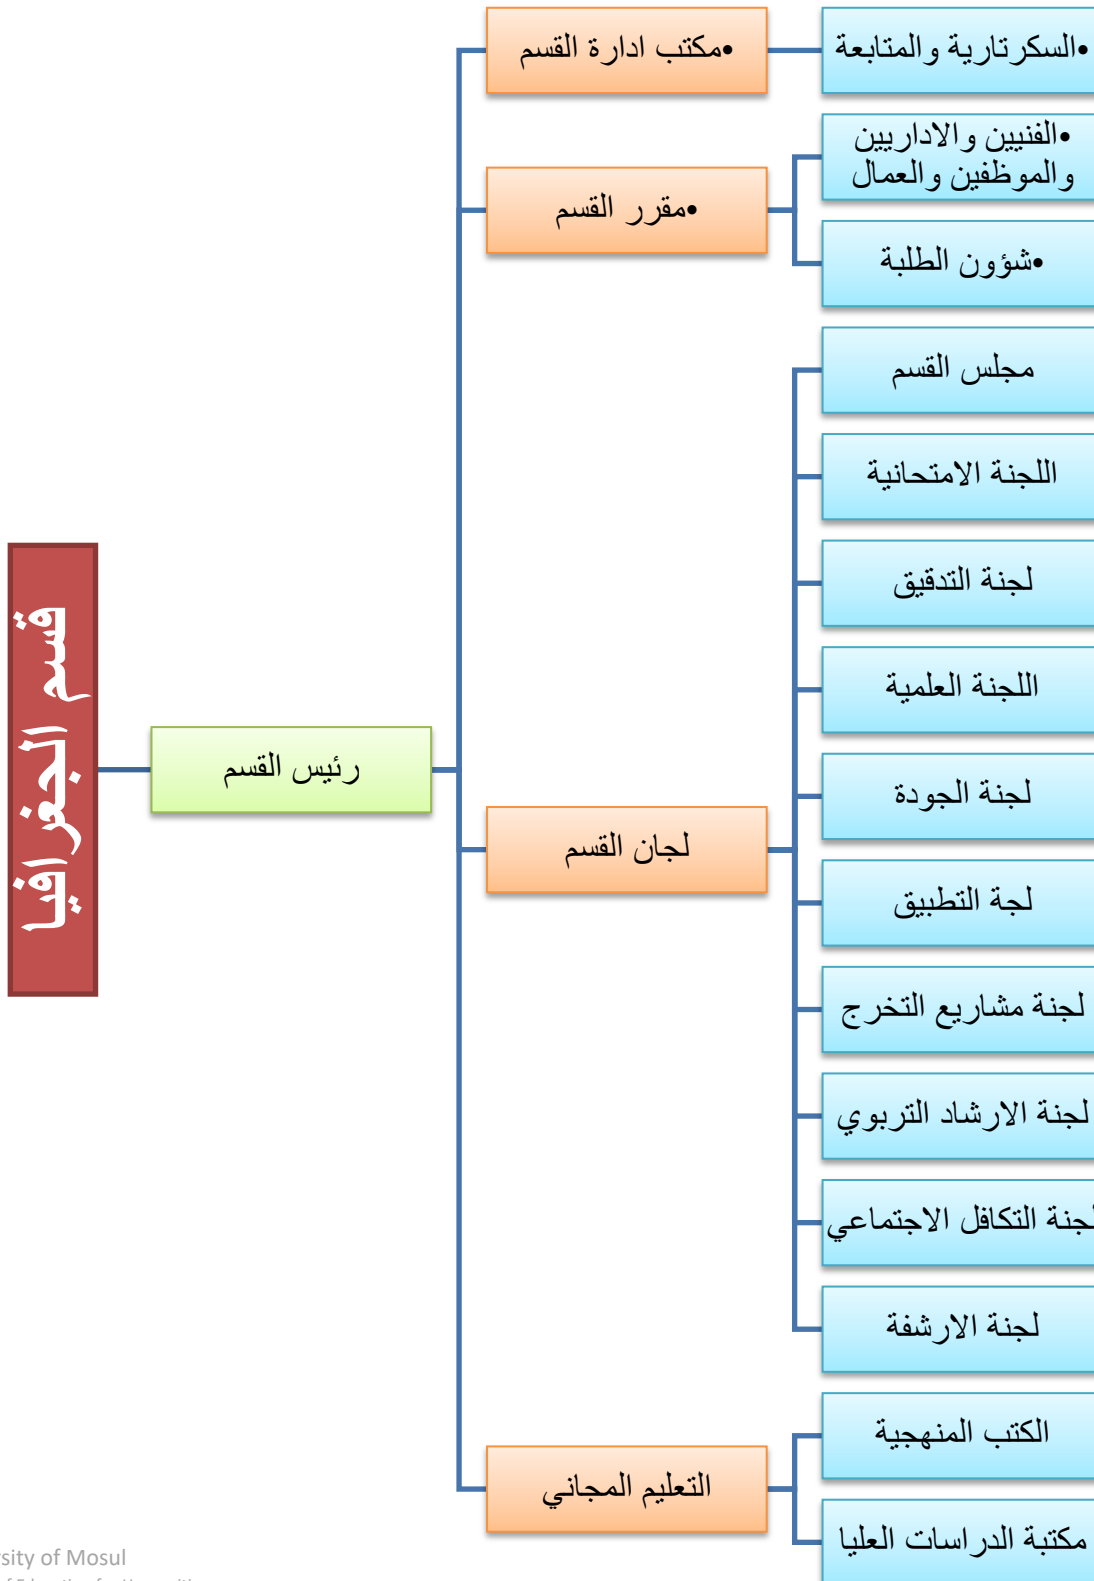 قسم الجغرافيا
رئيس القسم
•مكتب ادارة القسم
•السكرتارية والمتابعة
•مقرر القسم
•الفنيين والاداريين
والموظفين والعمال
•شؤون الطلبة
لجان القسم
مجلس القسم
اللجنة الامتحانية
لجنة التدقيق
اللجنة العلمية
لجنة الجودة
لجة التطبيق
لجنة مشاريع التخرج
لجنة الارشاد التربوي
لجنة التكافل الاجتماعي
لجنة الارشفة
التعليم المجاني
الكتب المنهجية
مكتبة الدراسات العليا
of Mosul